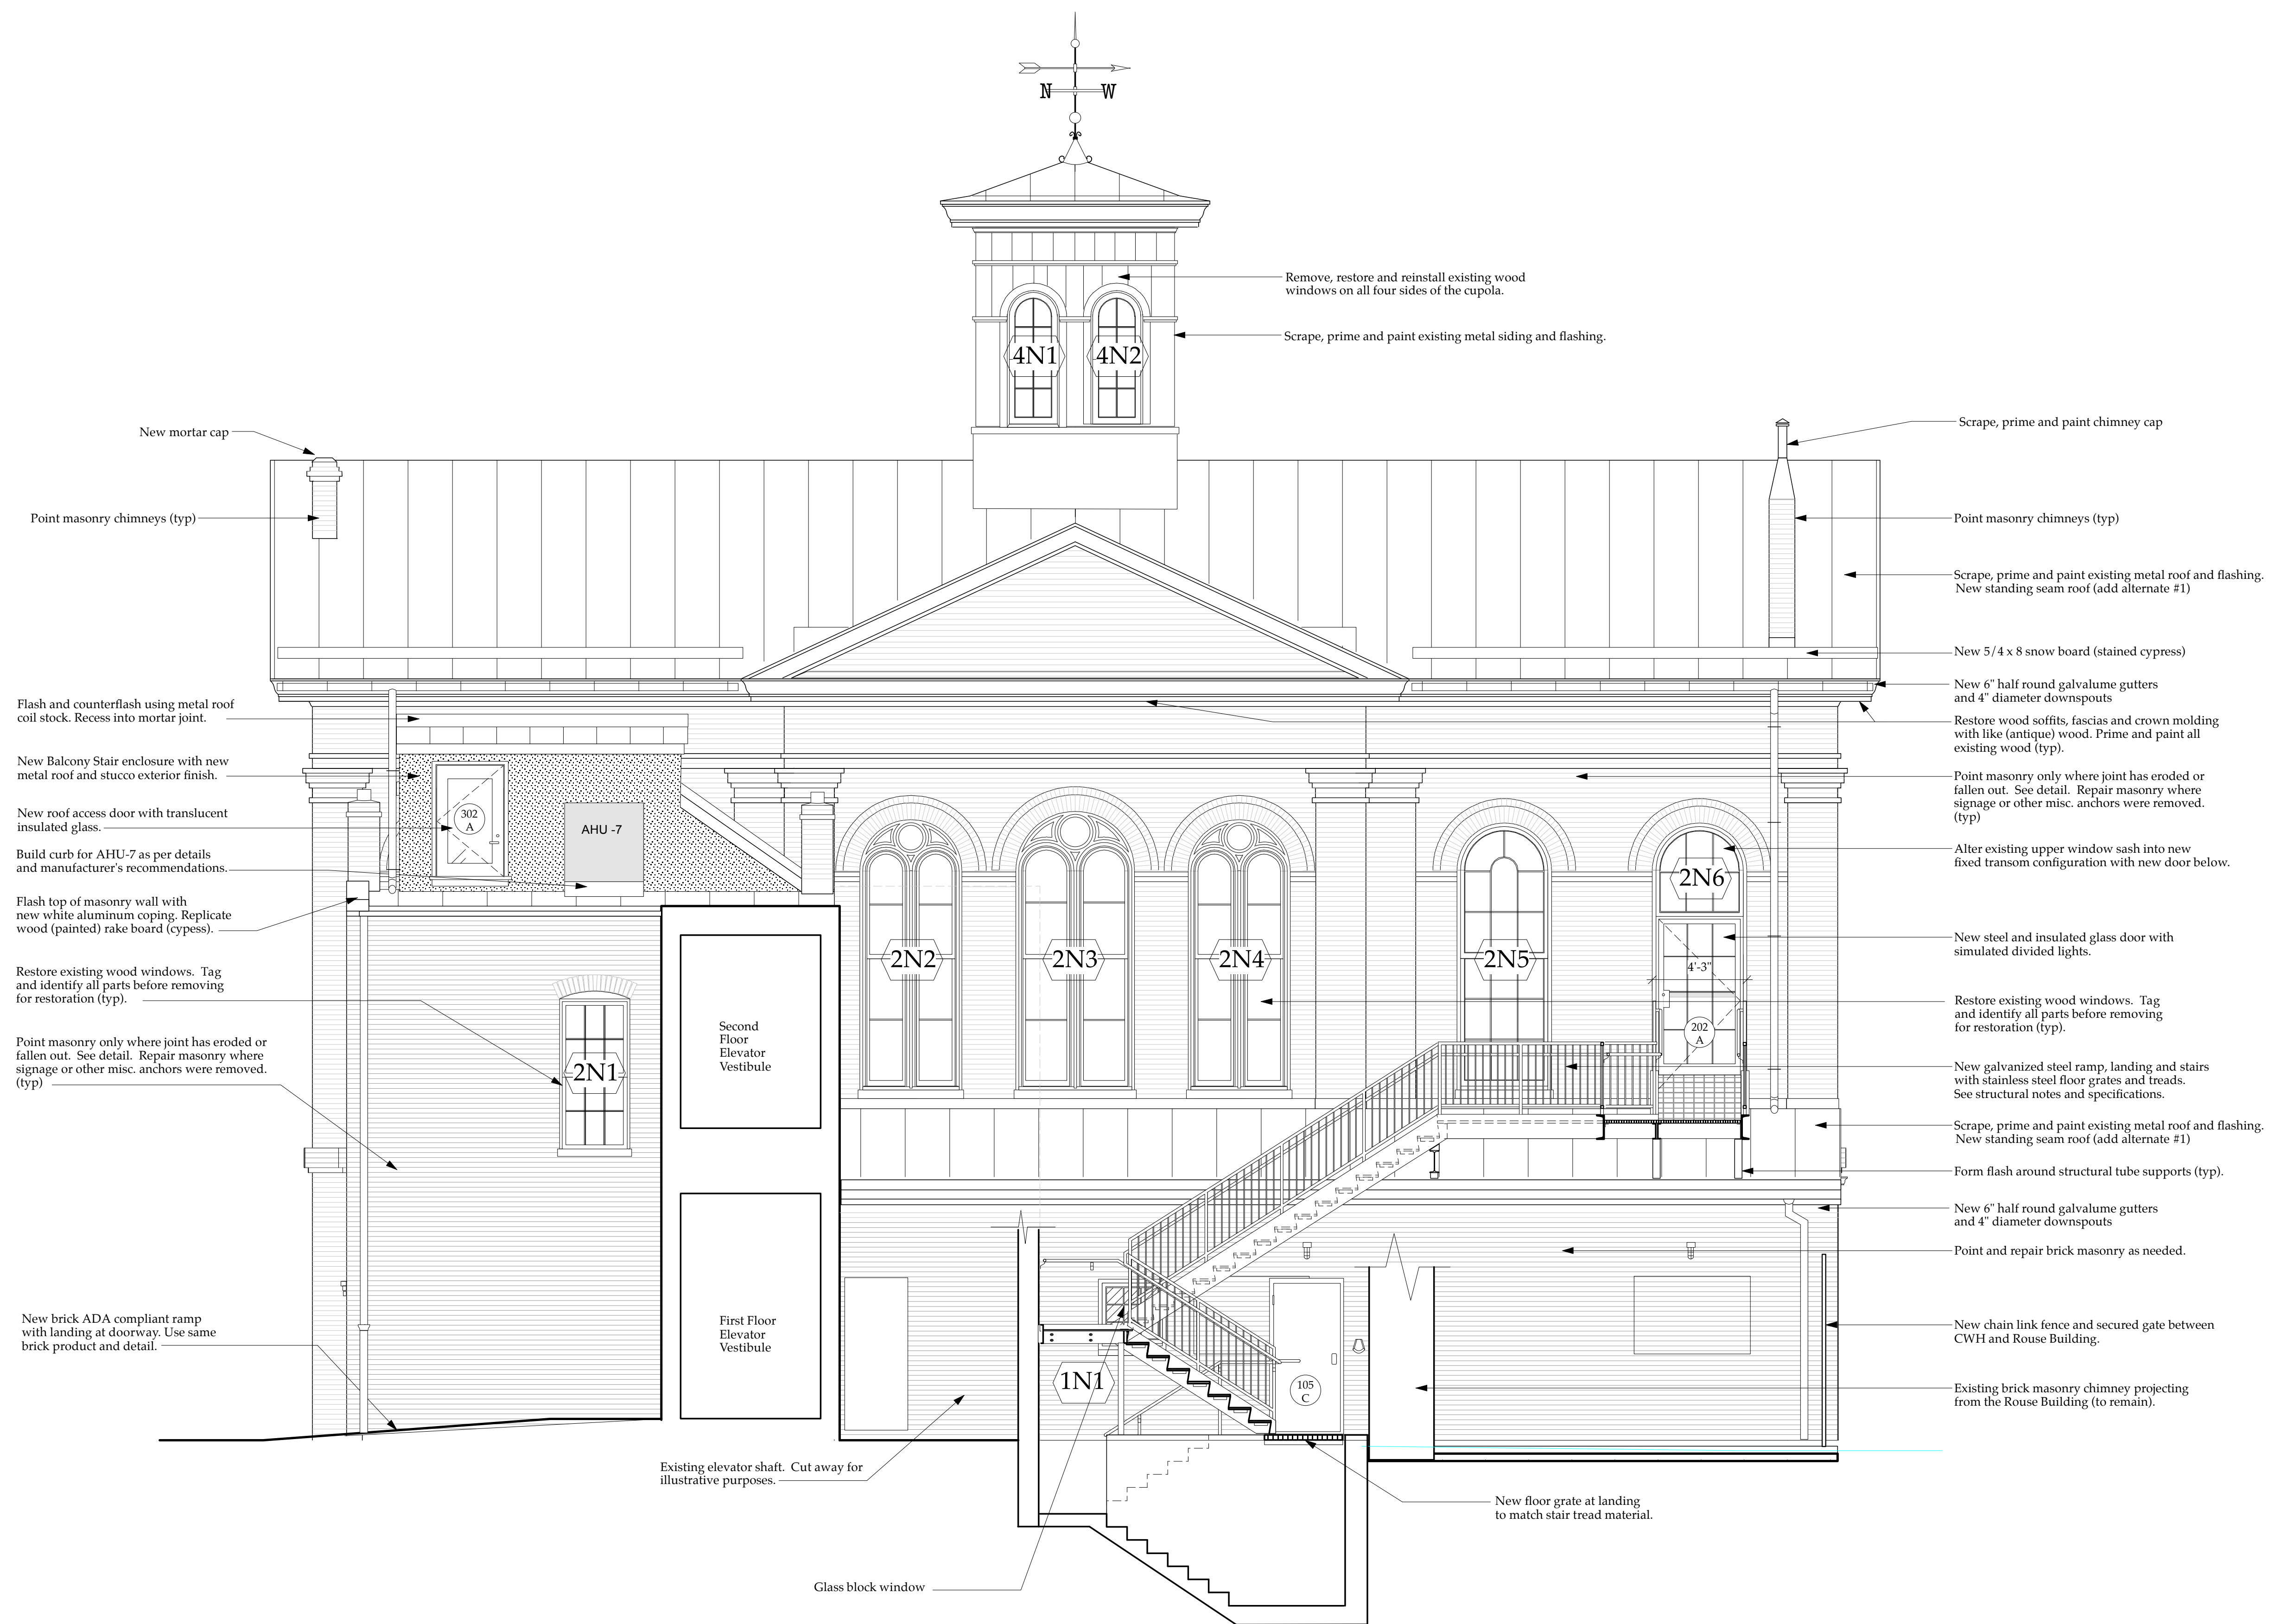 N W
Remove, restore and reinstall existing wood
windows on all four sides of the cupola.
Scrape, prime and paint existing metal siding and flashing.
4N1
4N2
New mortar cap
Point masonry chimneys (typ)
Flash and counterflash using metal roof
coil stock. Recess into mortar joint.
New Balcony Stair enclosure with new
metal roof and stucco exterior finish.
New roof access door with translucent
insulated glass.
Build curb for AHU-7 as per details
and manufacturer's recommendations.
Flash top of masonry wall with
new white aluminum coping. Replicate
wood (painted) rake board (cypess).
Restore existing wood windows. Tag
and identify all parts before removing
for restoration (typ).
Point masonry only where joint has eroded or
fallen out. See detail. Repair masonry where
signage or other misc. anchors were removed.
(typ)
New brick ADA compliant ramp
with landing at doorway. Use same
brick product and detail.
302
A
AHU -7
2N1
Second
Floor
Elevator
Vestibule
First Floor
Elevator
Vestibule
2N2
2N3
2N4
2N5
2N6
4'-3"
202
A
1N1
105
C
Existing elevator shaft. Cut away for
illustrative purposes.
Glass block window
New floor grate at landing
to match stair tread material.
Scrape, prime and paint chimney cap
Point masonry chimneys (typ)
Scrape, prime and paint existing metal roof and flashing.
New standing seam roof (add alternate #1)
New 5/4 x 8 snow board (stained cypress)
New 6" half round galvalume gutters
and 4" diameter downspouts
Restore wood soffits, fascias and crown molding
with like (antique) wood. Prime and paint all
existing wood (typ).
Point masonry only where joint has eroded or
fallen out. See detail. Repair masonry where
signage or other misc. anchors were removed.
(typ)
Alter existing upper window sash into new
fixed transom configuration with new door below.
New steel and insulated glass door with
simulated divided lights.
Restore existing wood windows. Tag
and identify all parts before removing
for restoration (typ).
New galvanized steel ramp, landing and stairs
with stainless steel floor grates and treads.
See structural notes and specifications.
Scrape, prime and paint existing metal roof and flashing.
New standing seam roof (add alternate #1)
Form flash around structural tube supports (typ).
New 6" half round galvalume gutters
and 4" diameter downspouts
Point and repair brick masonry as needed.
New chain link fence and secured gate between
CWH and Rouse Building.
Existing brick masonry chimney projecting
from the Rouse Building (to remain).